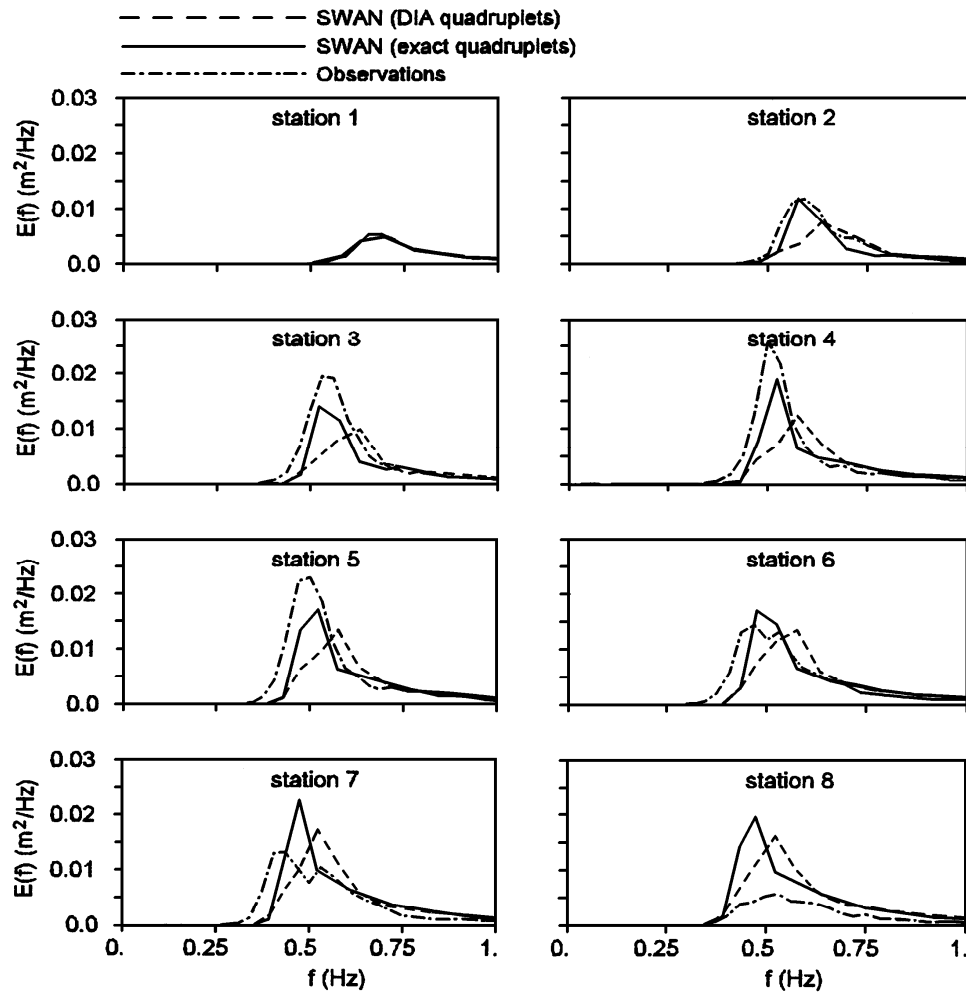 SWAN (DIA quadruplets)
SWAN (exact quadruplets)
Observations
0.03
station 1
station 2
E(f) (m²/Hz)
0.01
0.0
0.03
station 3
station 4
E(f) (m²/Hz)
0.02
0.01
0.0
0.03
station 5
station 6
E(f) (m²/Hz)
0.02
0.01
0.0
0.03
station 7
station 8
E(f) (m²/Hz)
0.02
0.01
0.0
0. 0.25 0.5 0.75 1. 0. 0.25 0.5 0.75 1.
f (Hz) f (Hz)